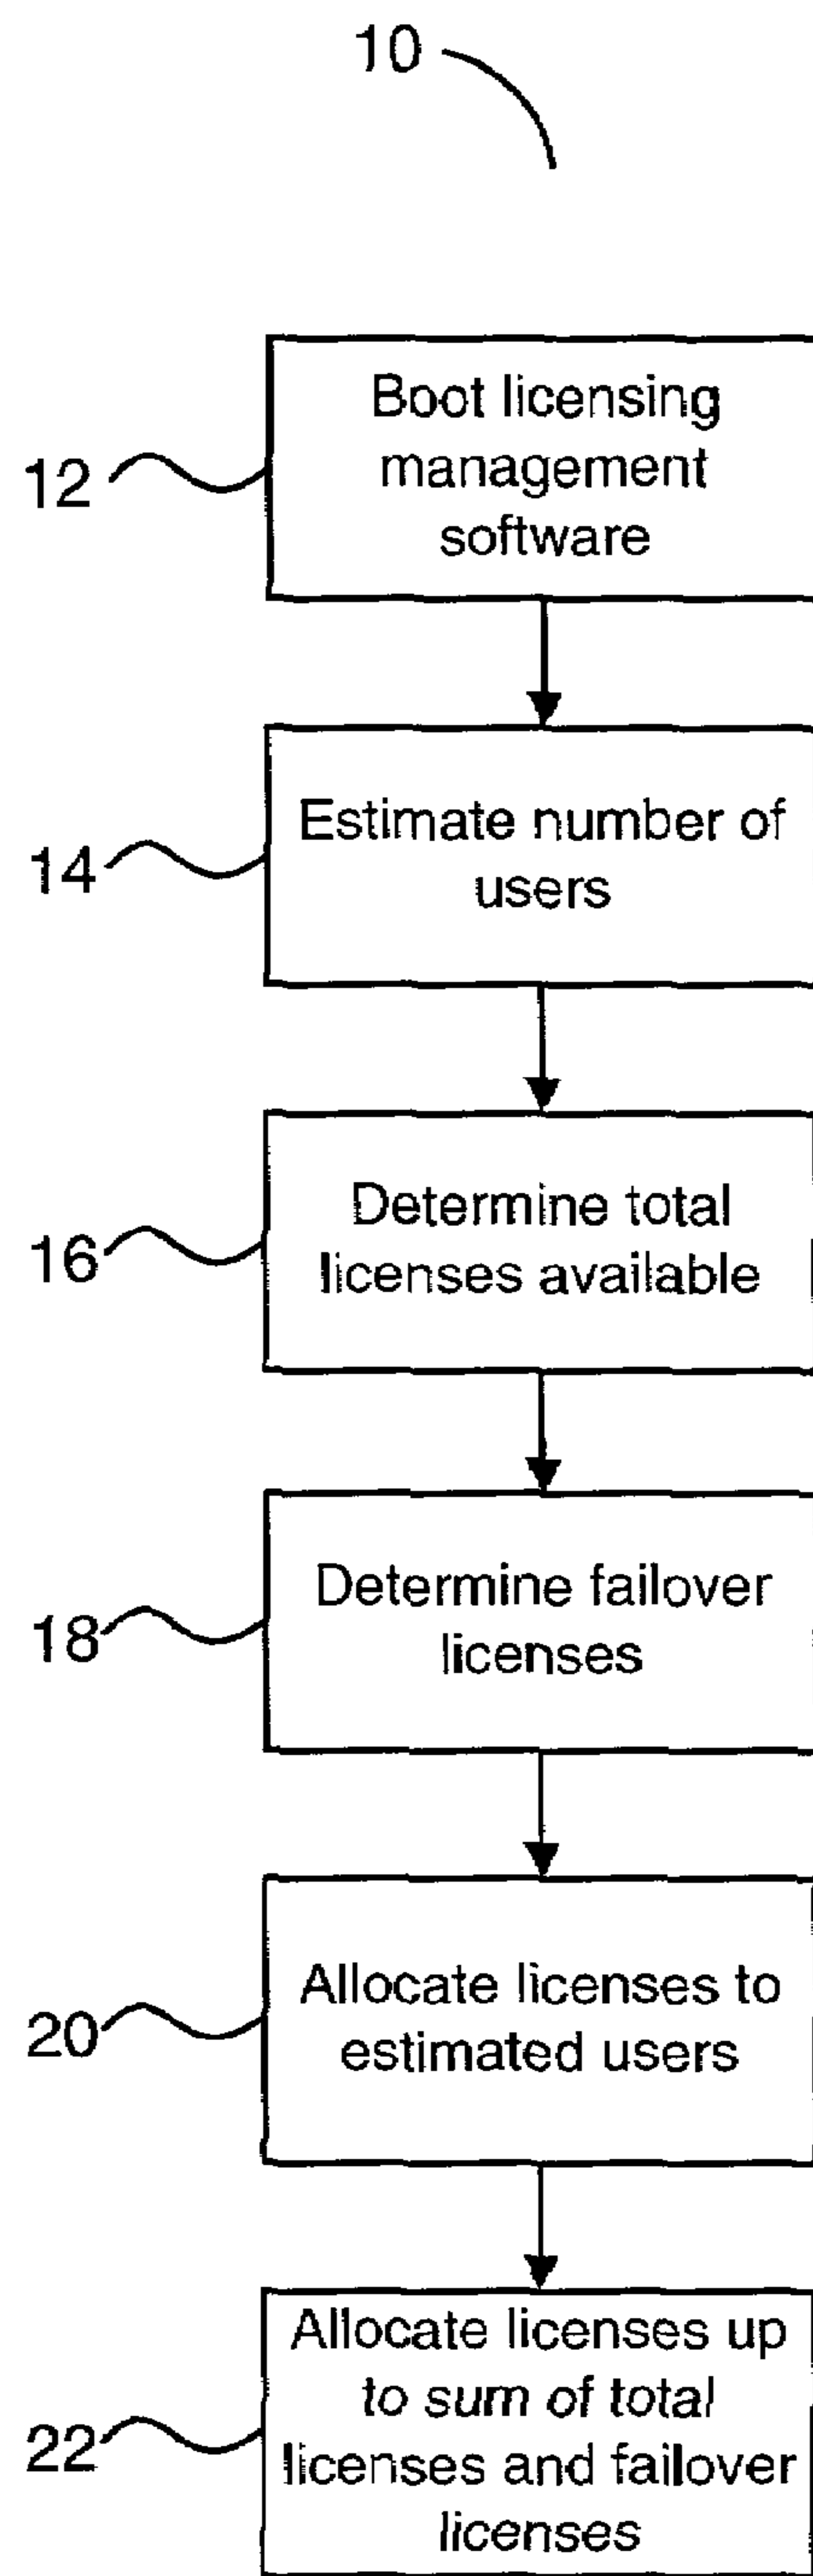 10
Boot licensing
management
software
12
Estimate number of
users
14
Determine total
licenses available
16
Determine failover
licenses
18
Allocate licenses to
estimated users
20
Allocate licenses up
to sum of total
licenses and failover
licenses
22